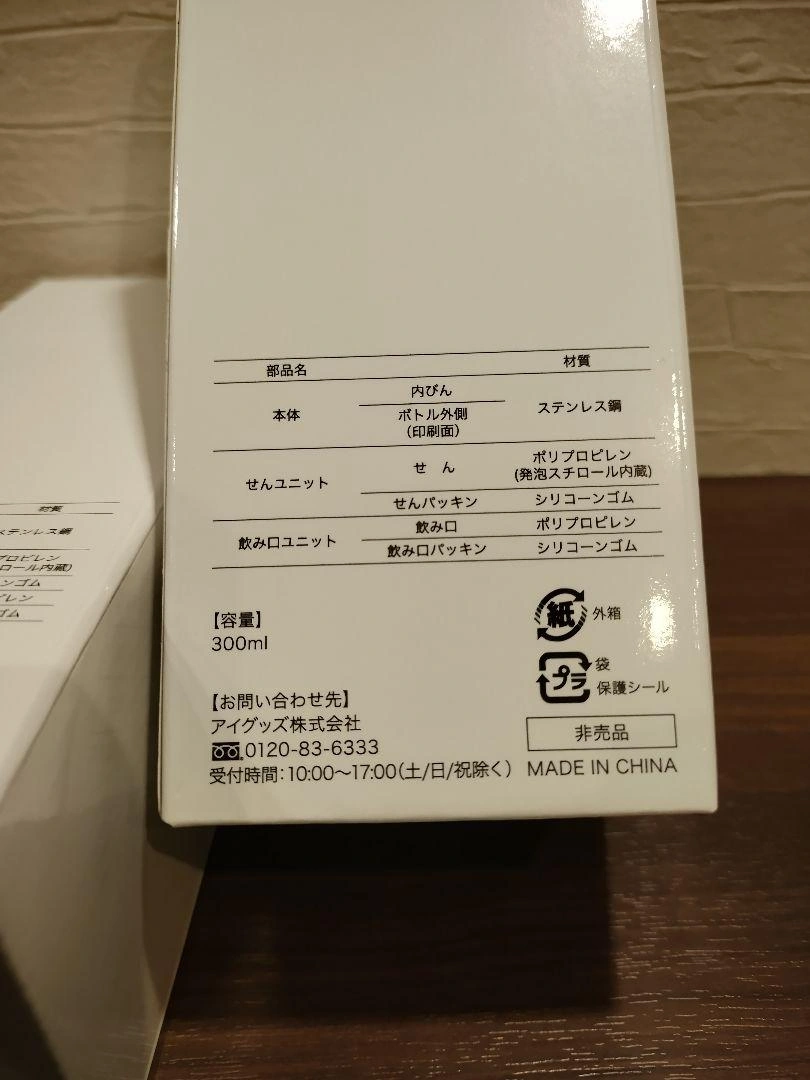 部品名 材質
本体 内びん ステンレス鋼
ボトル外側
(印刷面)
せんユニット せ ん ポリプロピレン
(発泡スチロール内蔵)
せんパッキン シリコーンゴム
飲み口ユニット 飲み口 ポリプロピレン
飲み口パッキン シリコーンゴム
【容量】
300ml
紙 外箱
プラ 袋
保護シール
【お問い合わせ先】
アイグッズ株式会社
0120-83-6333
受付時間:10:00〜17:00(土/日/祝除く)
非売品
MADE IN CHINA
材質
ステンレス鋼
プロピレン
ロール内蔵)
ンゴム
ピレン
ゴム